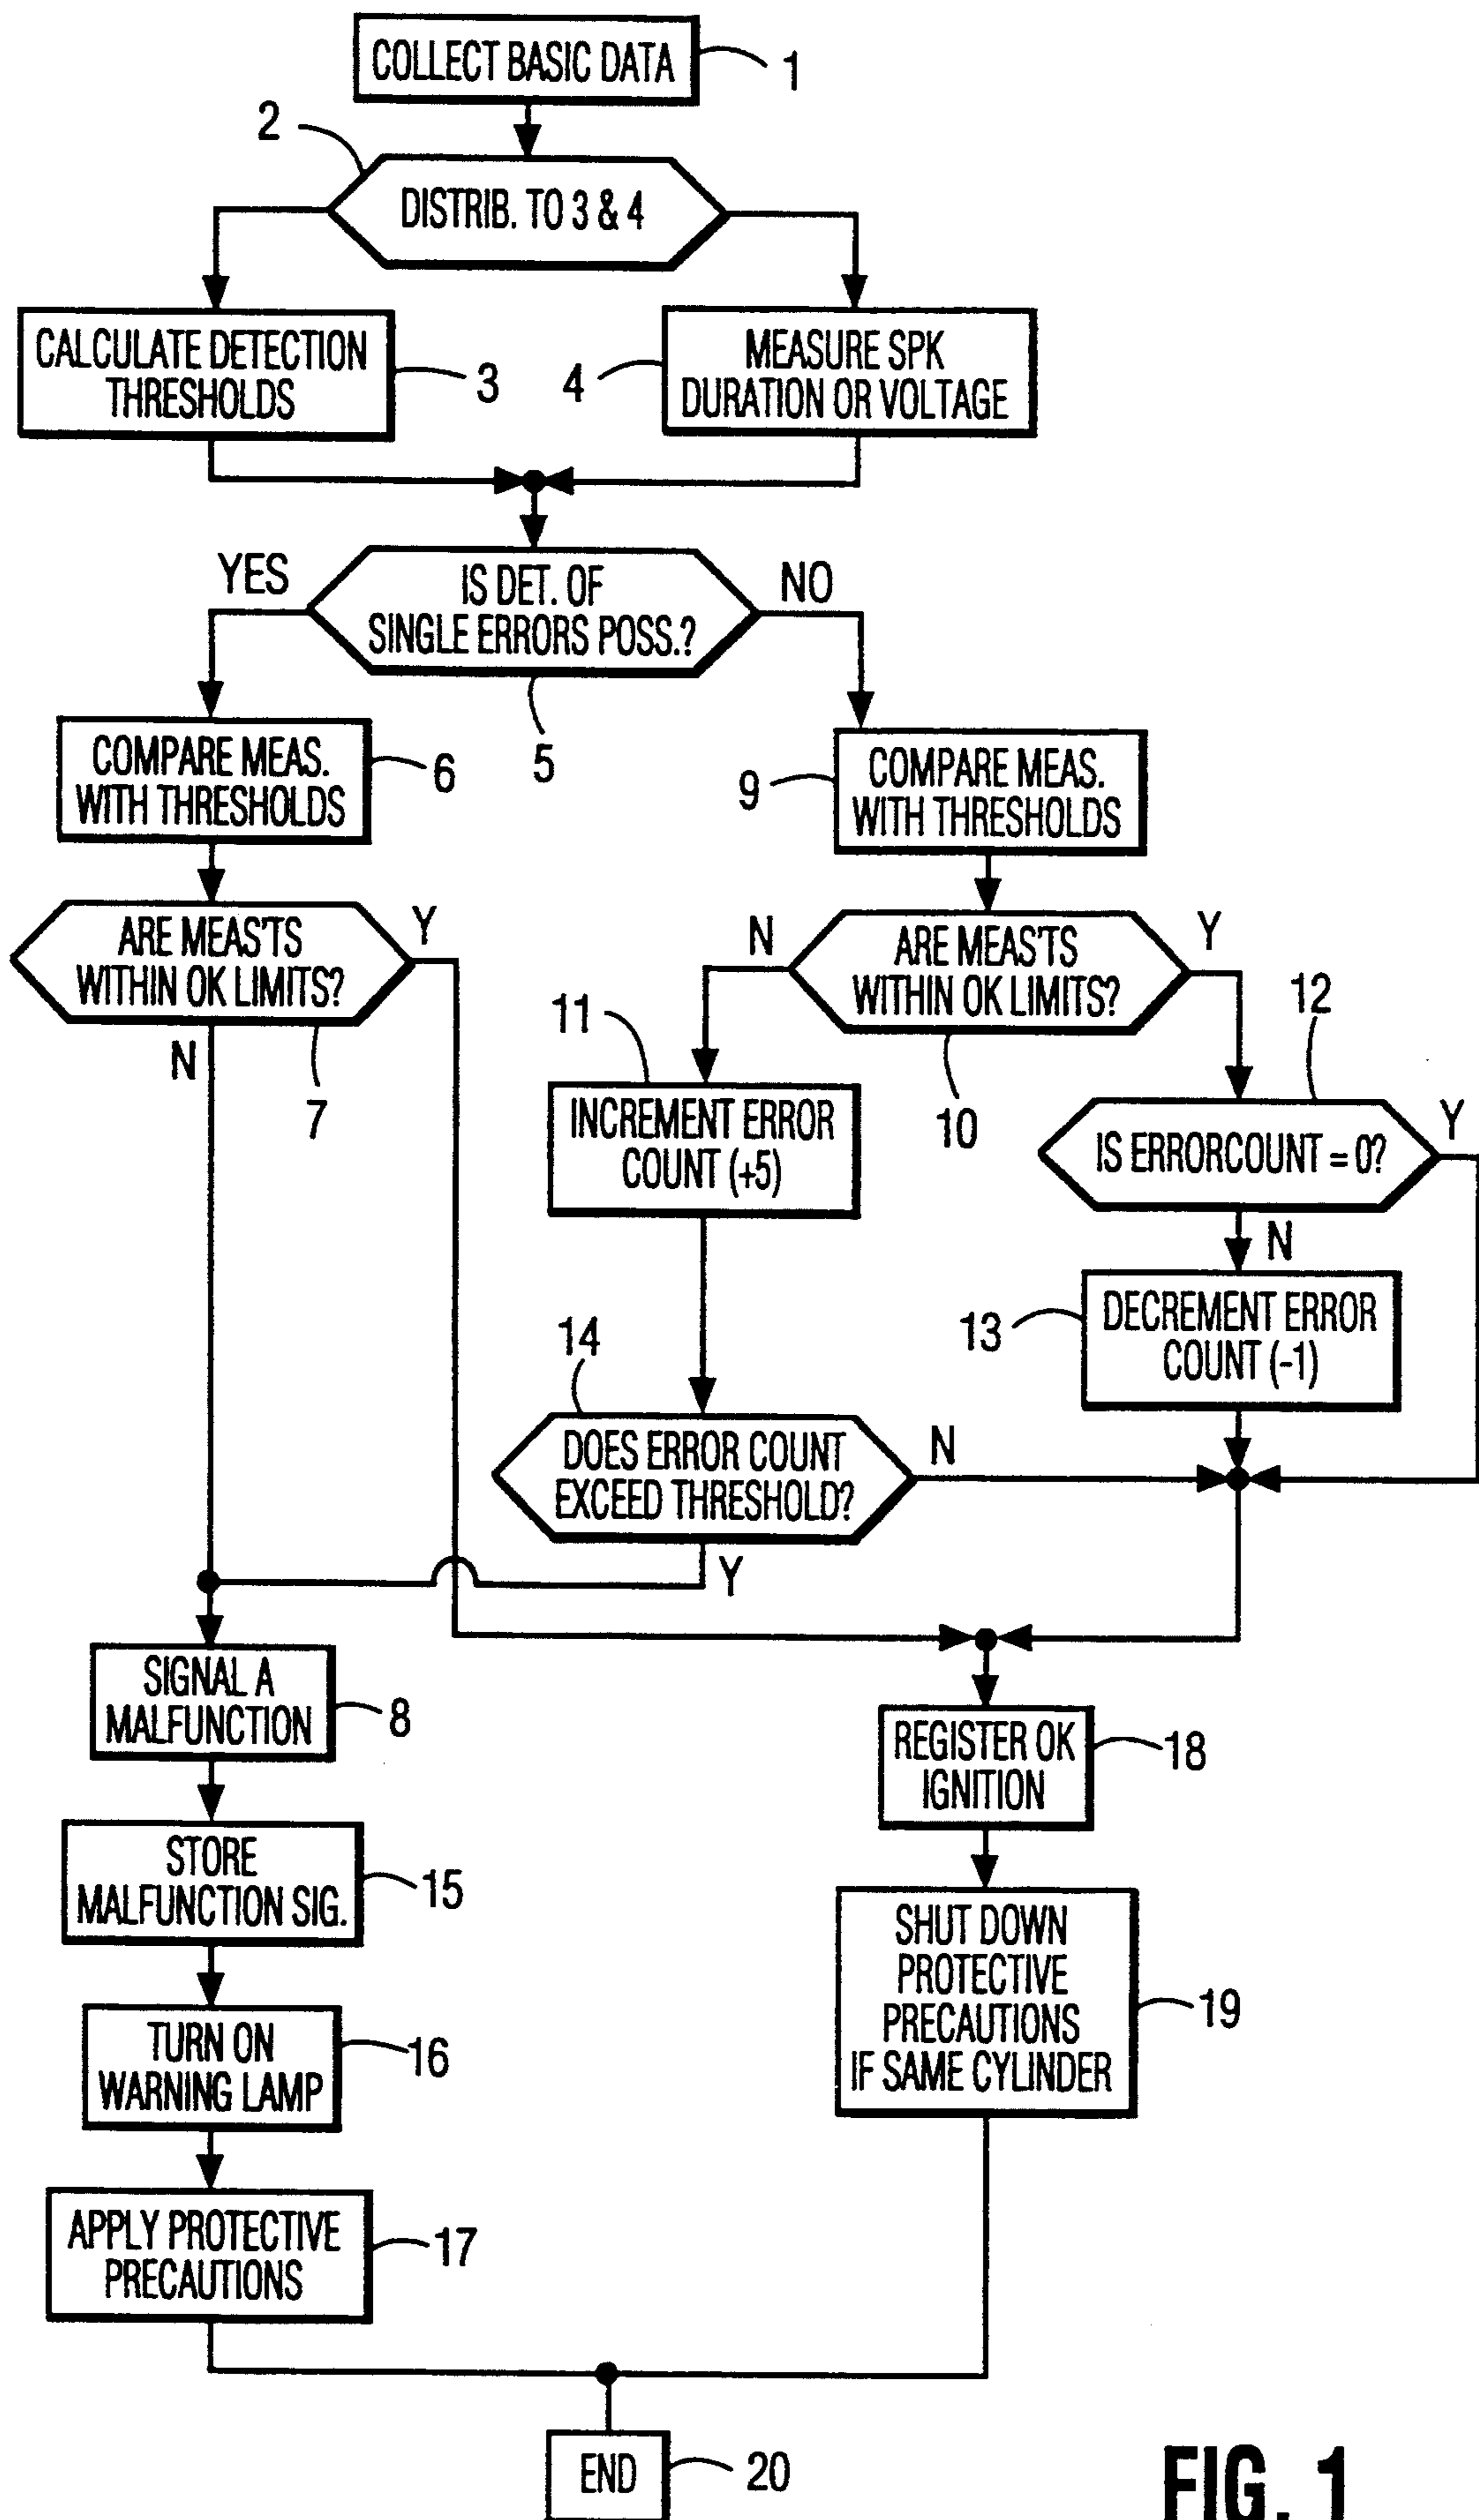 COLLECT BASIC DATA
1
2
DISTRIB. TO 3 & 4
CALCULATE DETECTION
THRESHOLDS
3
4
MEASURE SPK
DURATION OR VOLTAGE
YES
IS DET. OF
SINGLE ERRORS POSS.?
NO
5
COMPARE MEAS.
WITH THRESHOLDS
6
9
COMPARE MEAS.
WITH THRESHOLDS
ARE MEAS'TS
WITHIN OK LIMITS?
Y
N
7
N
ARE MEAS'TS
WITHIN OK LIMITS?
Y
10
11
INCREMENT ERROR
COUNT (+5)
12
IS ERRORCOUNT = 0?
Y
N
13
DECREMENT ERROR
COUNT (-1)
14
DOES ERROR COUNT
EXCEED THRESHOLD?
N
Y
SIGNAL A
MALFUNCTION
8
REGISTER OK
IGNITION
18
STORE
MALFUNCTION SIG.
15
SHUT DOWN
PROTECTIVE
PRECAUTIONS
IF SAME CYLINDER
19
TURN ON
WARNING LAMP
16
APPLY PROTECTIVE
PRECAUTIONS
17
END
20
FIG. 1